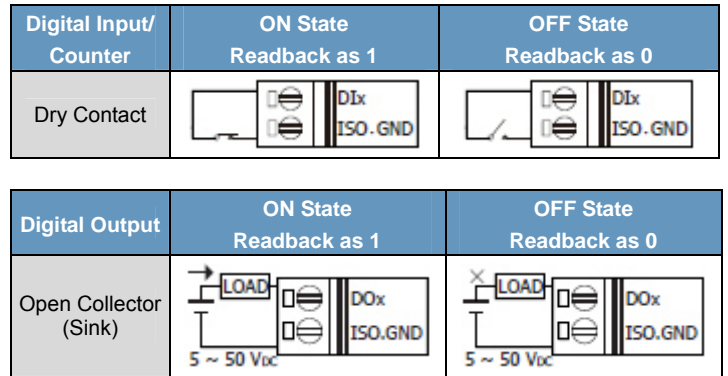 Digital Input/ Counter
ON State Readback as 1
OFF State Readback as 0
Dry Contact
DIx
ISO.GND
DIx
ISO.GND
Digital Output
ON State Readback as 1
OFF State Readback as 0
Open Collector (Sink)
LOAD
DOx
ISO.GND
5 ~ 50 VDC
LOAD
DOx
ISO.GND
5 ~ 50 VDC